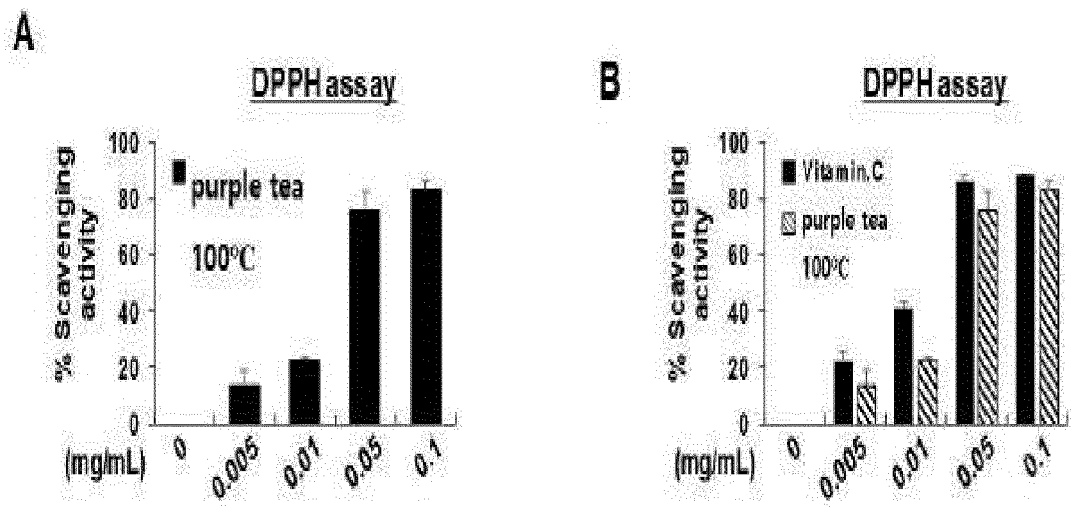 A
DPPH assay
% Scavenging
activity
100
80
60
40
20
0
purple tea
100℃
(mg/mL)
0
0.005
0.01
0.05
0.1
B
DPPH assay
% Scavenging
activity
100
80
60
40
20
0
Vitamin.C
purple tea
100℃
(mg/mL)
0
0.005
0.01
0.05
0.1